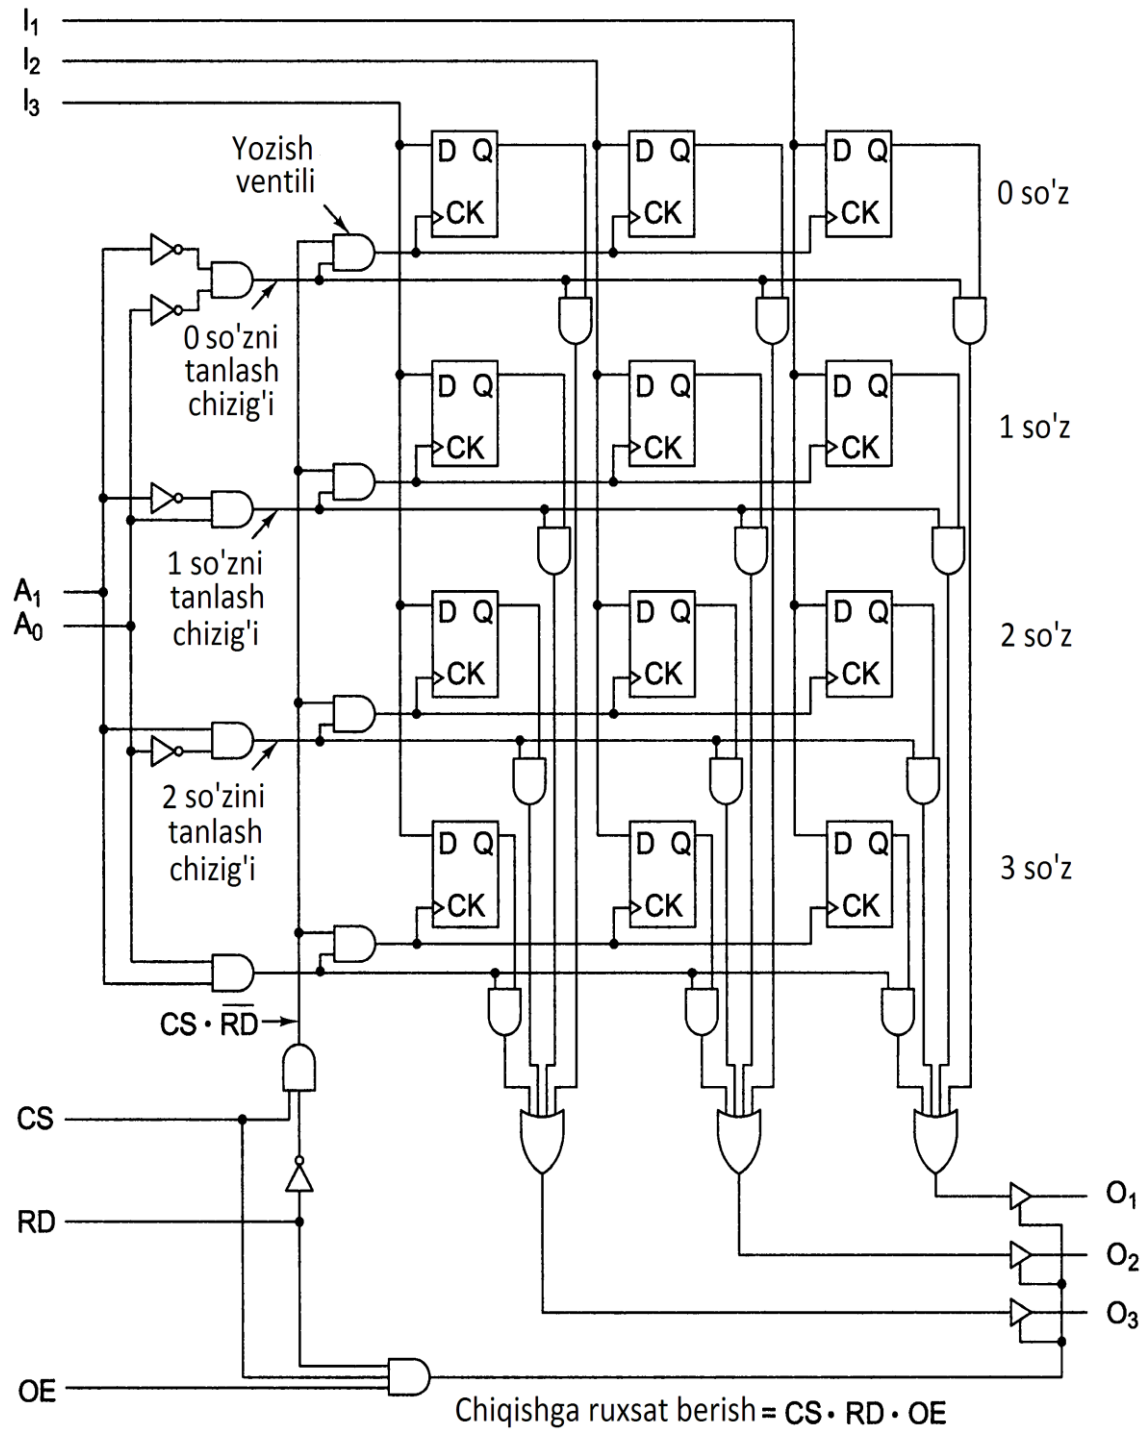 I₁
I₂
I₃
Yozish
ventili
D Q
CK
D Q
CK
D Q
CK
0 so'z
0 so'zni
tanlash
chizig'i
D Q
CK
D Q
CK
D Q
CK
1 so'z
1 so'zni
tanlash
chizig'i
A₁
A₀
D Q
CK
D Q
CK
D Q
CK
2 so'z
2 so'zini
tanlash
chizig'i
D Q
CK
D Q
CK
D Q
CK
3 so'z
CS · R̅D̅
CS
RD
O₁
O₂
O₃
OE
Chiqishga ruxsat berish = CS · RD · OE